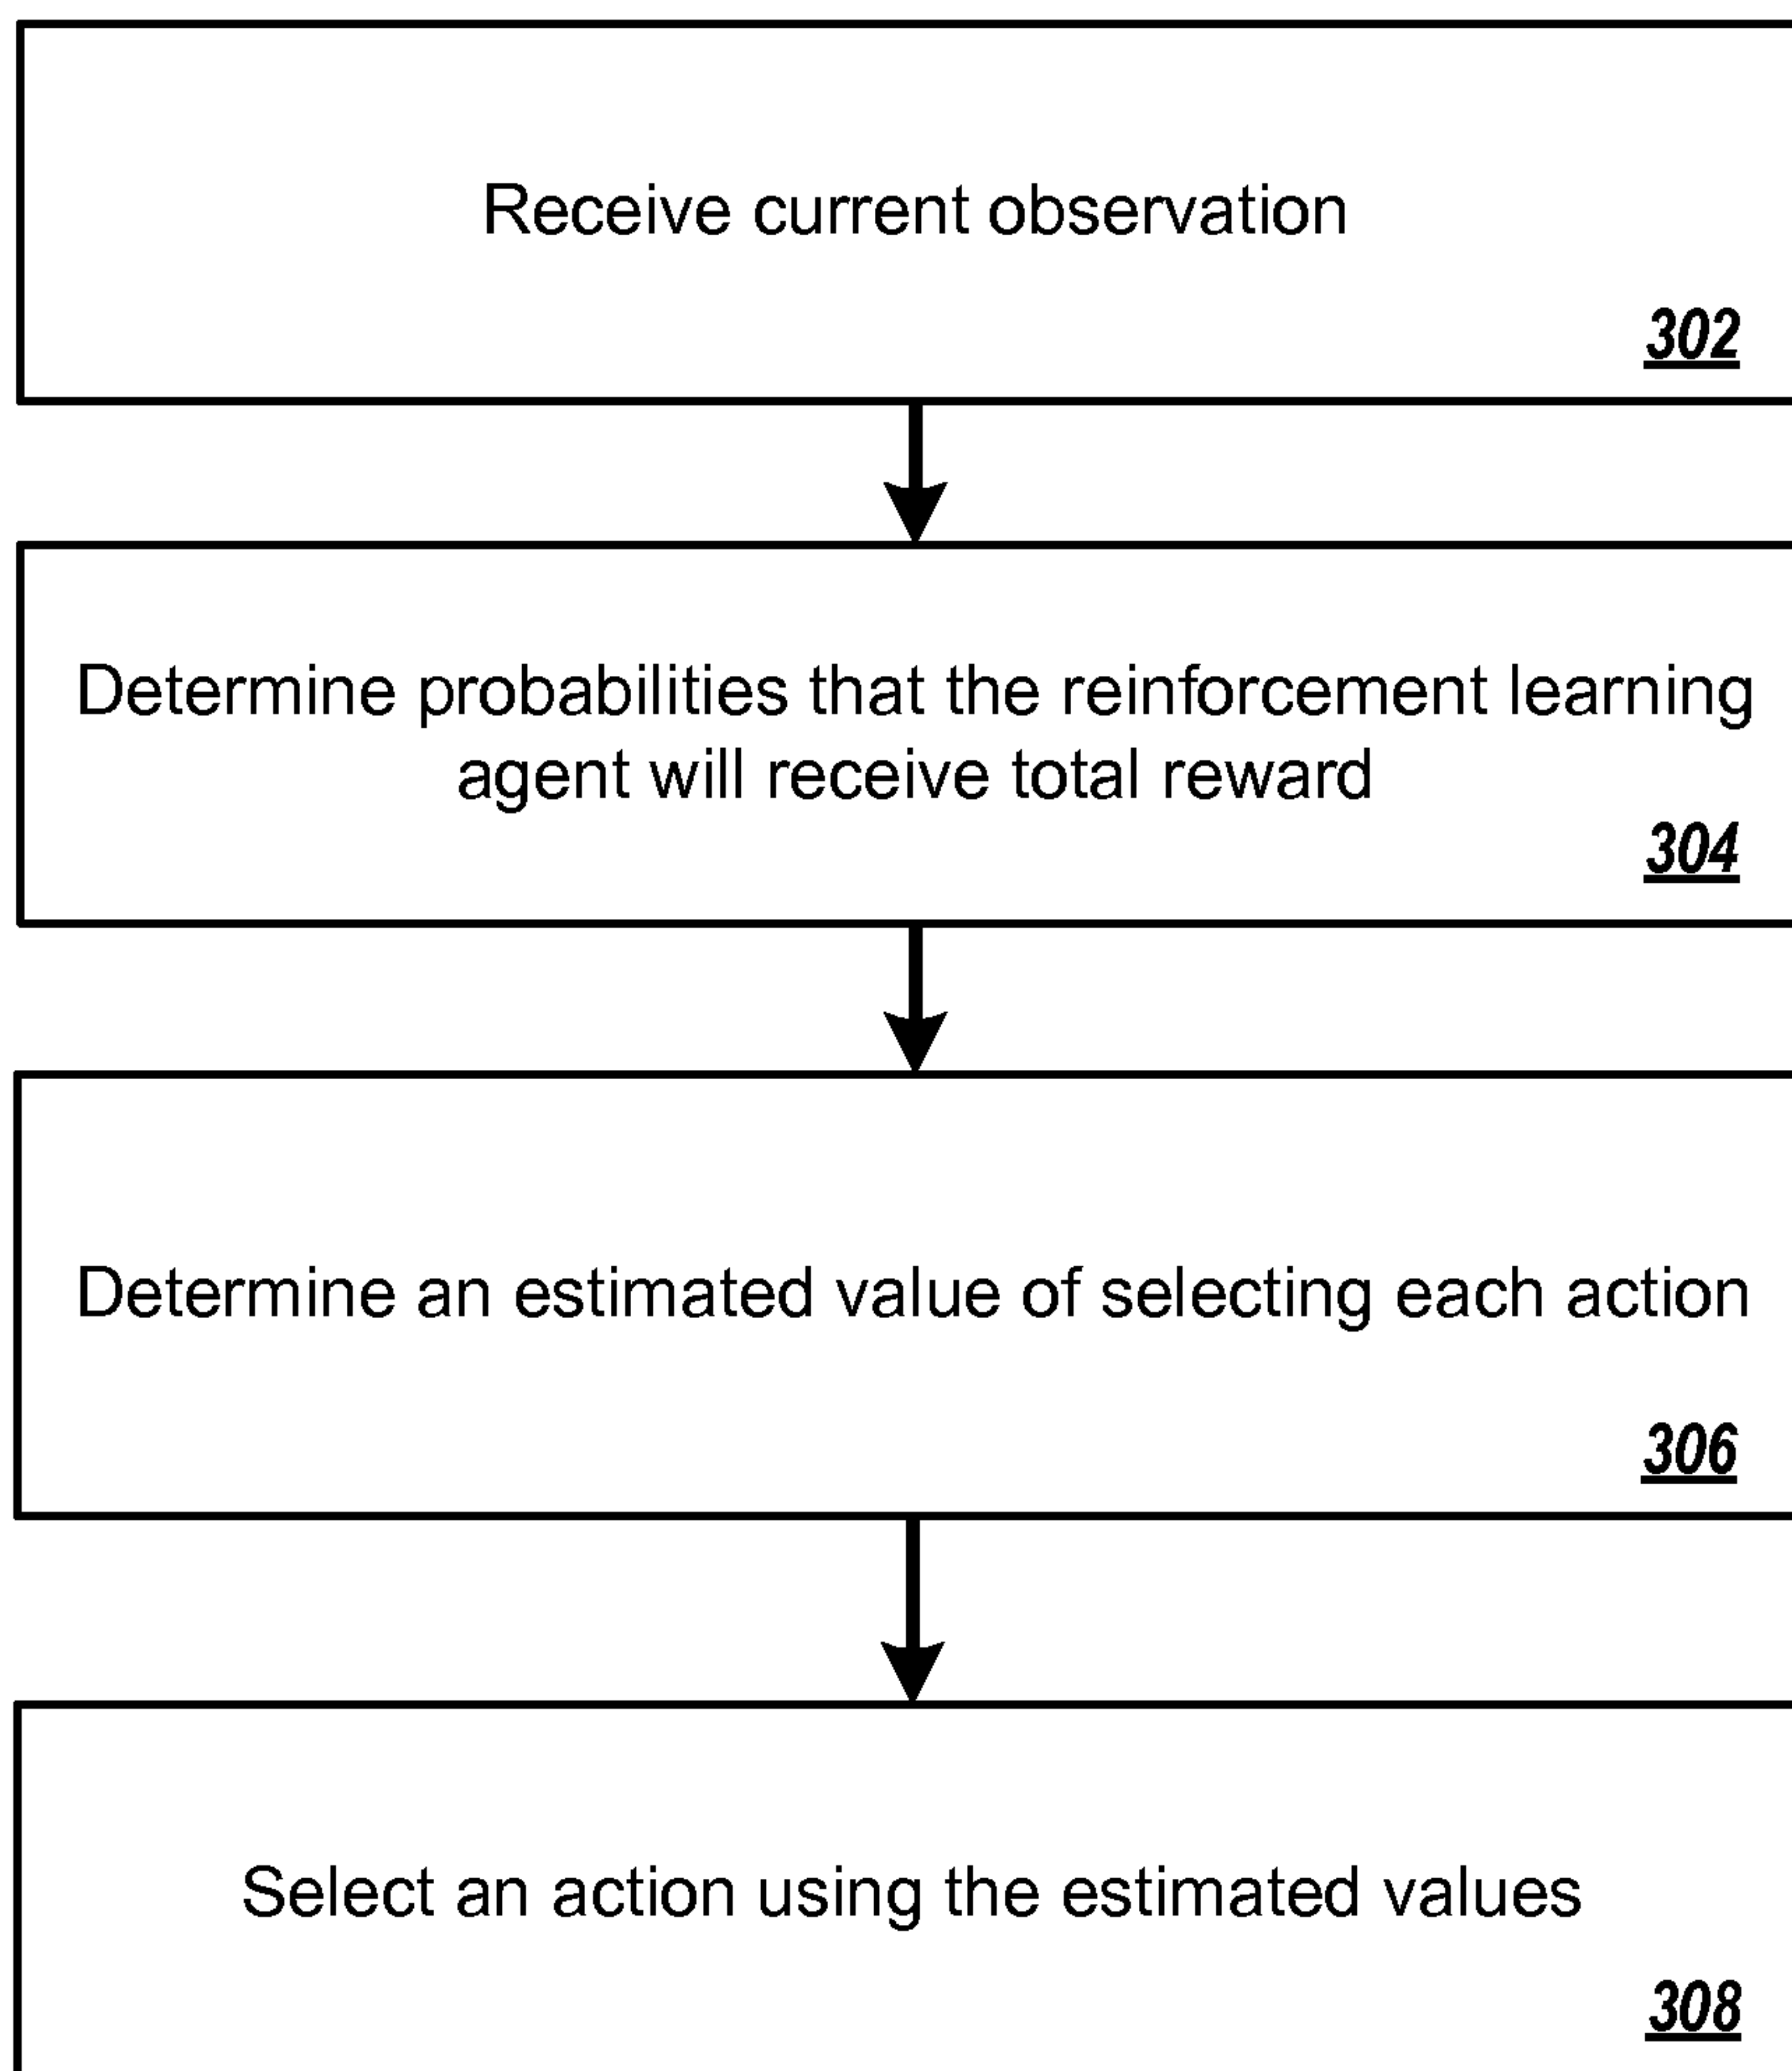 Receive current observation
302
Determine probabilities that the reinforcement learning
agent will receive total reward
304
Determine an estimated value of selecting each action
306
Select an action using the estimated values
308